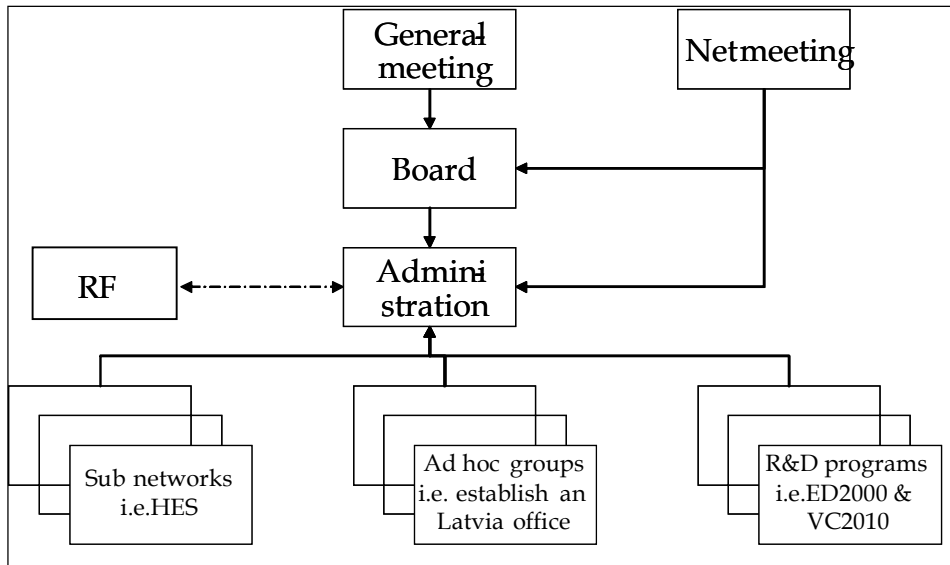 General-
meeting
Netmeeting
Board
RF
Admini-
stration
Sub networks
i.e.HES
Ad hoc groups
i.e. establish an
Latvia office
R&D programs
i.e.ED2000 &
VC2010